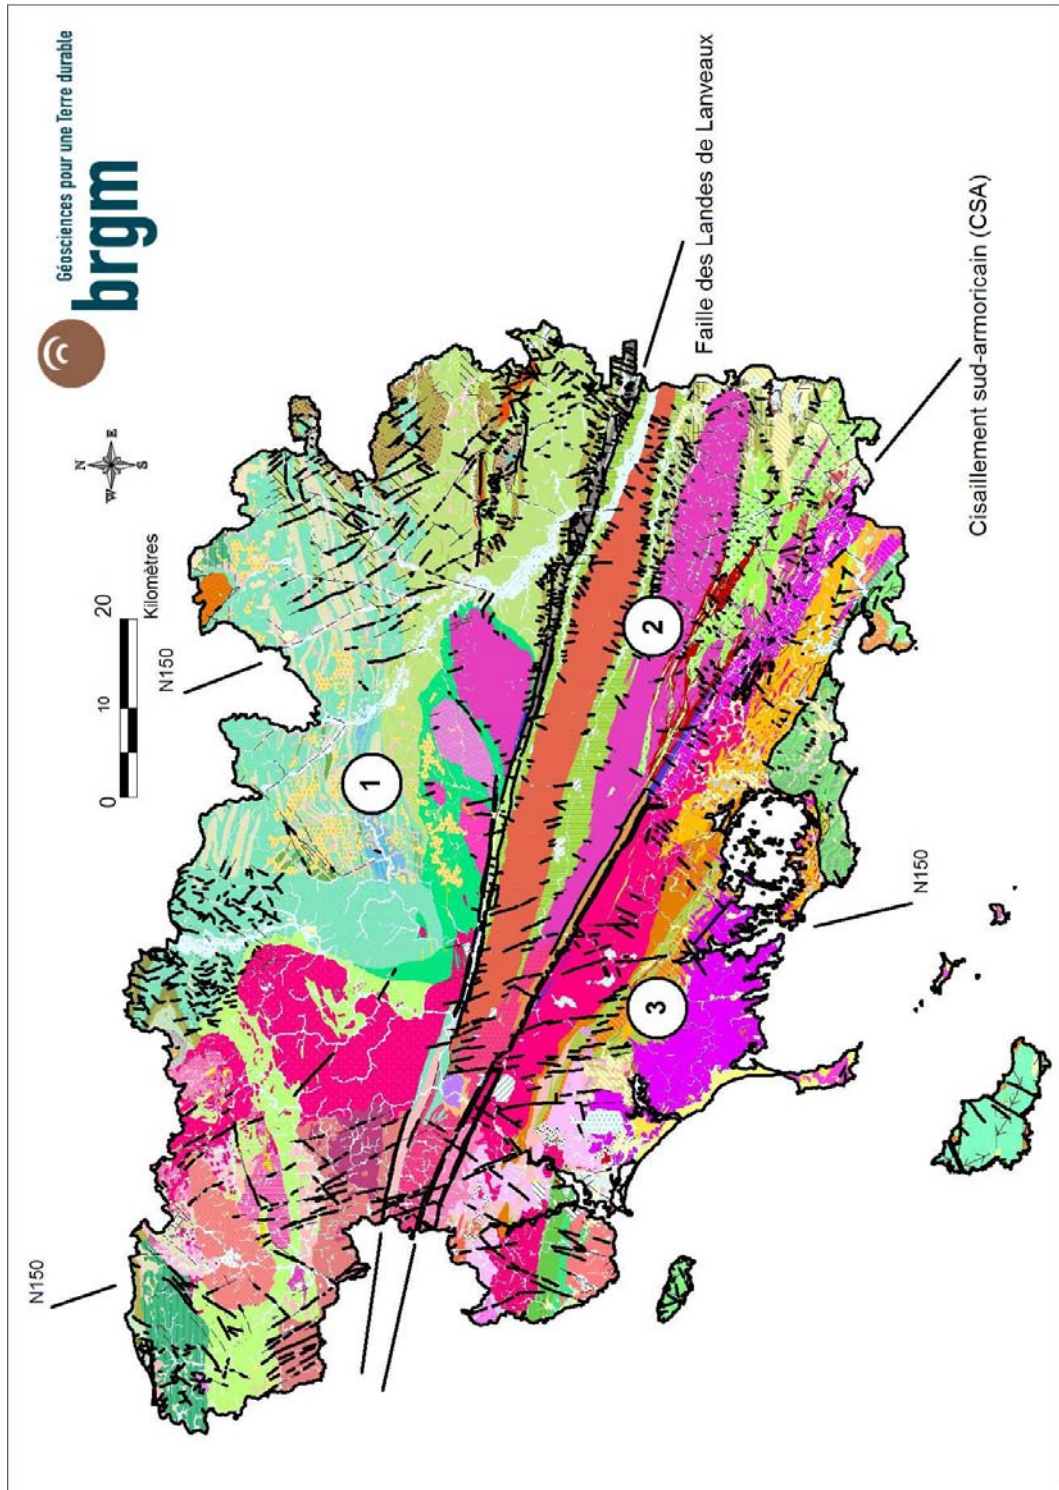 Géosciences pour une Terre durable
brgm
N
W E
S
0 10 20
Kilomètres
N150
N150
N150
1
2
3
Faille des Landes de Lanveaux
Cisaillement sud-armoricain (CSA)